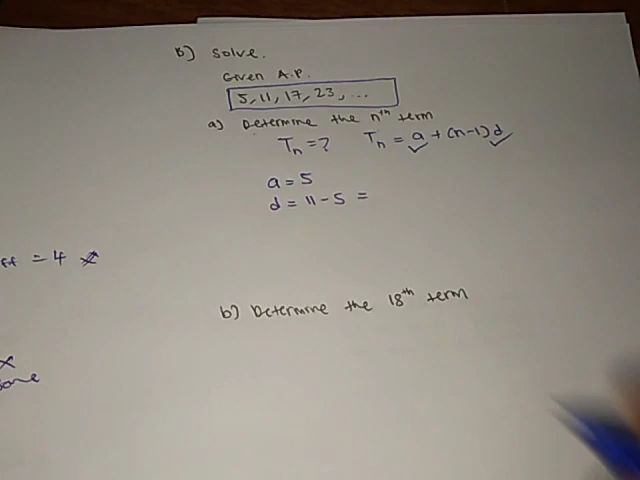 B) Solve.
Given A.P.
5, 11, 17, 23, ...
a) Determine the nth term
Tn = ? Tn = a + (n-1)d
a = 5
d = 11 - 5 =
= 4
b) Determine the 18th term